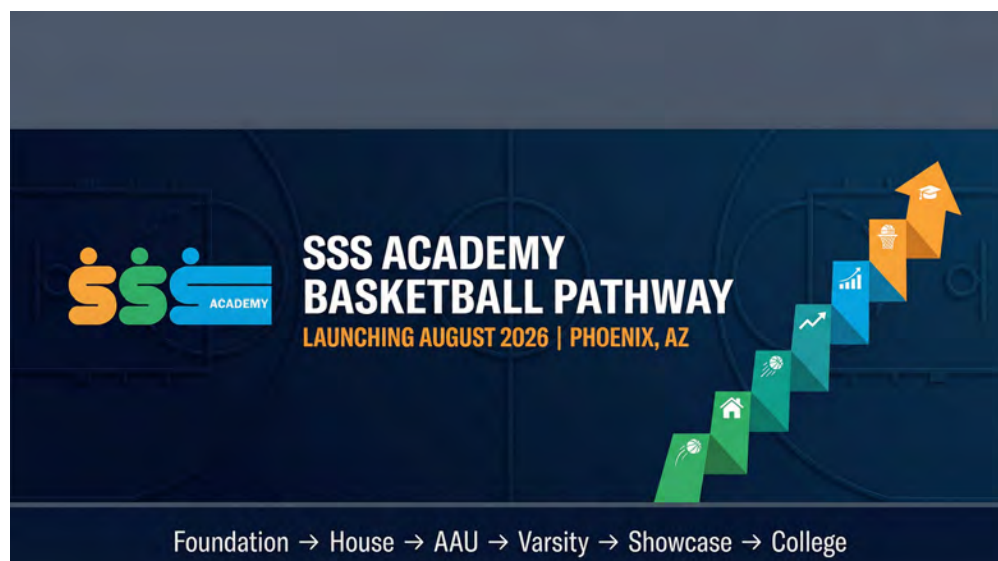 SSS ACADEMY
SSS ACADEMY
BASKETBALL PATHWAY
LAUNCHING AUGUST 2026 | PHOENIX, AZ
Foundation → House → AAU → Varsity → Showcase → College